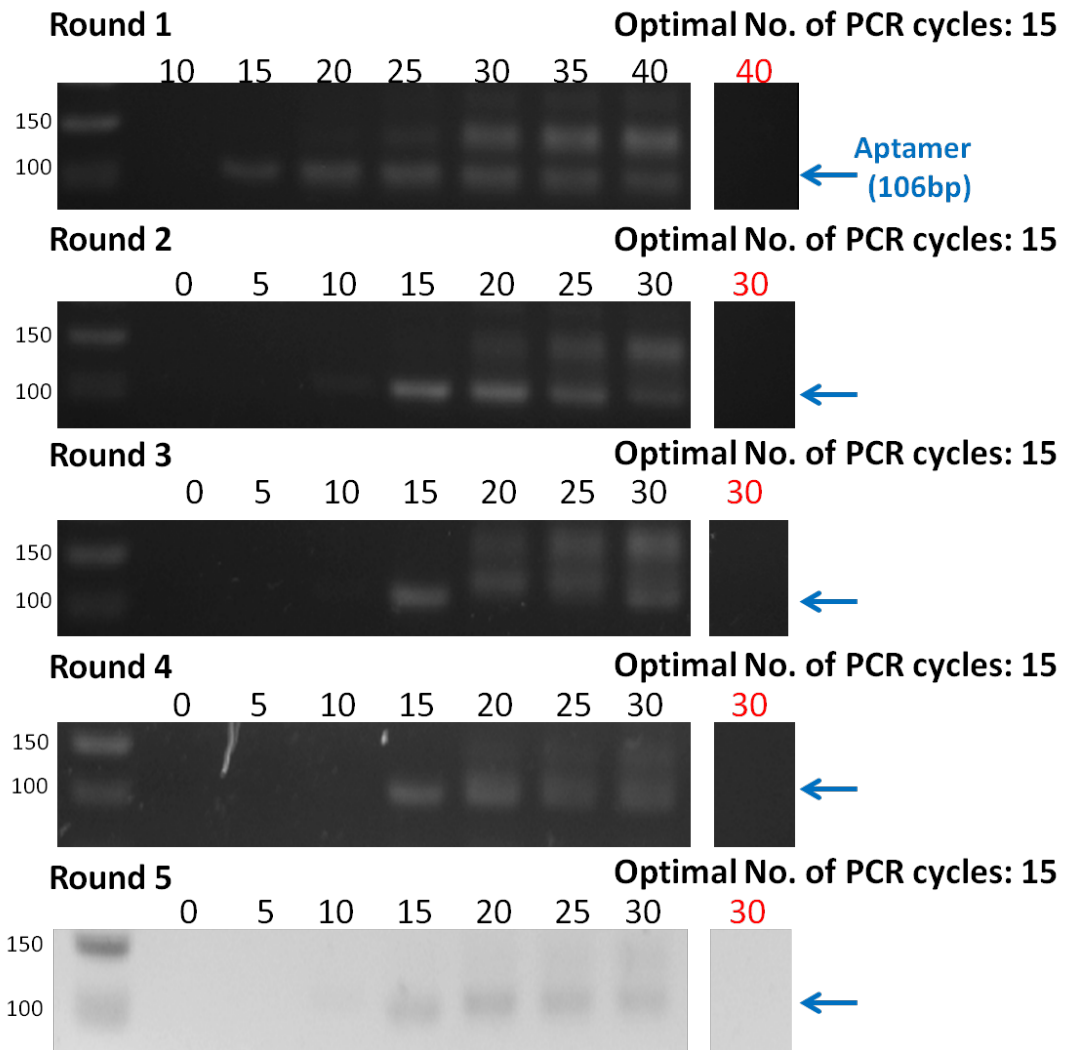 Round 1 Optimal No. of PCR cycles: 15
10 15 20 25 30 35 40 40
150
100
Aptamer
(106bp)
Round 2 Optimal No. of PCR cycles: 15
0 5 10 15 20 25 30 30
150
100
Round 3 Optimal No. of PCR cycles: 15
0 5 10 15 20 25 30 30
150
100
Round 4 Optimal No. of PCR cycles: 15
0 5 10 15 20 25 30 30
150
100
Round 5 Optimal No. of PCR cycles: 15
0 5 10 15 20 25 30 30
150
100